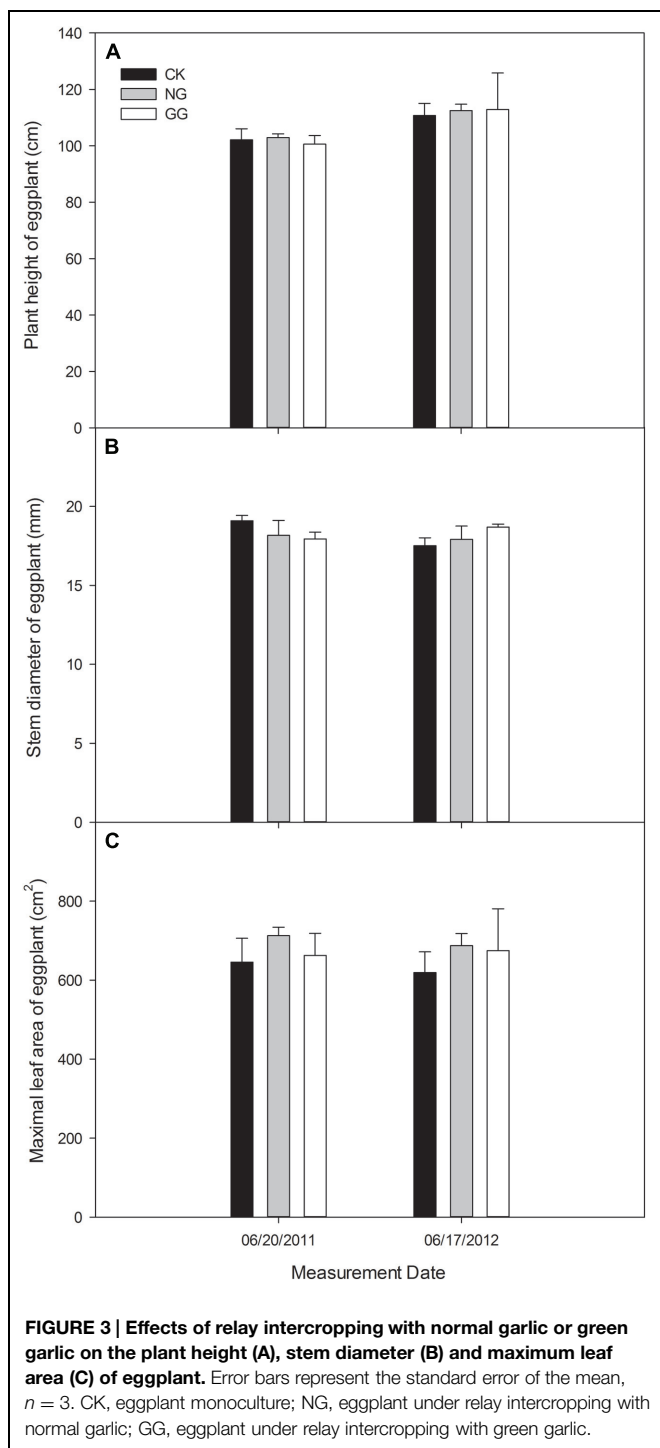 A
CK
NG
GG
140
120
100
80
60
40
20
0
Plant height of eggplant (cm)
B
20
15
10
5
0
Stem diameter of eggplant (mm)
C
800
600
400
200
0
Maximal leaf area of eggplant (cm²)
06/20/2011 06/17/2012
Measurement Date
FIGURE 3 | Effects of relay intercropping with normal garlic or green
garlic on the plant height (A), stem diameter (B) and maximum leaf
area (C) of eggplant. Error bars represent the standard error of the mean,
n = 3. CK, eggplant monoculture; NG, eggplant under relay intercropping with
normal garlic; GG, eggplant under relay intercropping with green garlic.